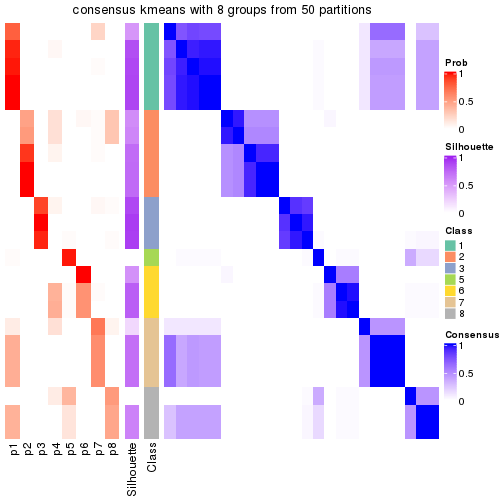 consensus kmeans with 8 groups from 50 partitions
Prob
1
0.5
0
Silhouette
1
0.5
0
Class
1
2
3
5
6
7
8
Consensus
1
0.5
0
p1
p2
p3
p4
p5
p6
p7
p8
Silhouette
Class